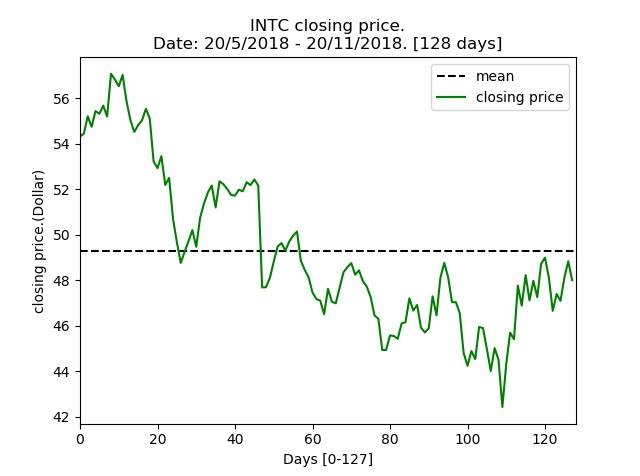 INTC closing price.
Date: 20/5/2018 - 20/11/2018. [128 days]
mean
closing price
closing price.(Dollar)
56
54
52
50
48
46
44
42
0
20
40
60
80
100
120
Days [0-127]